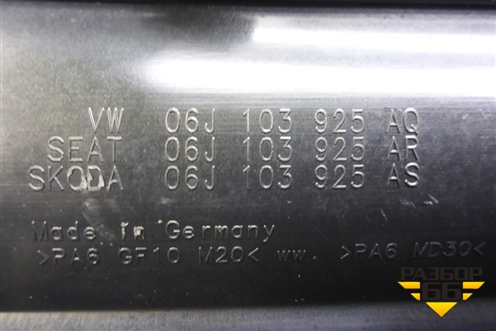 VW 06J 103 925 AQ
SEAT 06J 103 925 AR
SKODA 06J 103 925 AS
Made in Germany
>PA6 GF10 M20< ww. >PA6 MD30<
РАЗБОР
66